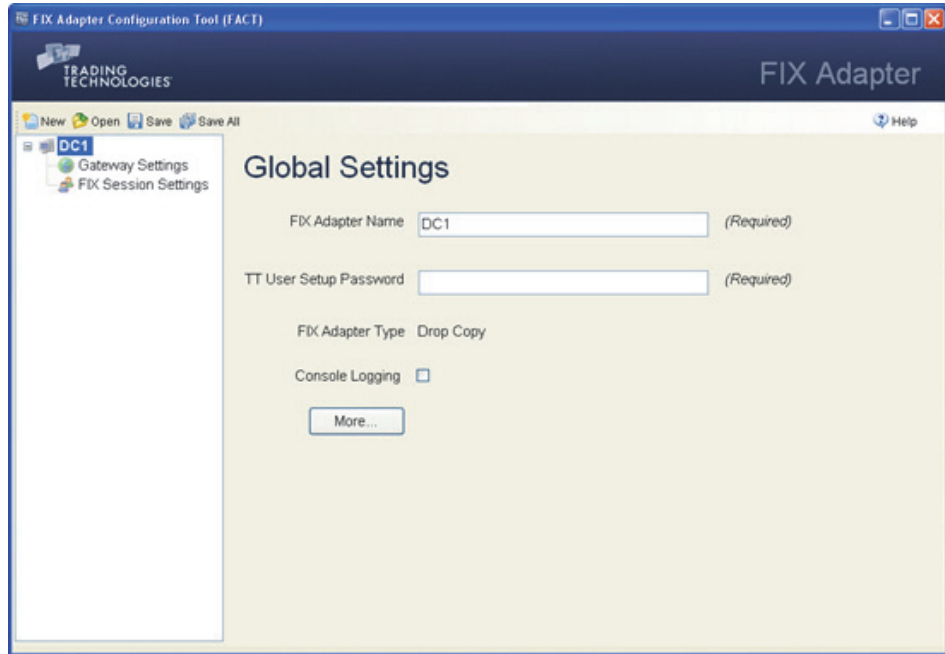 FIX Adapter Configuration Tool (FACT)
TRADING
TECHNOLOGIES
FIX Adapter
New Open Save Save All Help
DC1
Gateway Settings
FIX Session Settings
Global Settings
FIX Adapter Name DC1 (Required)
TT User Setup Password (Required)
FIX Adapter Type Drop Copy
Console Logging
More...